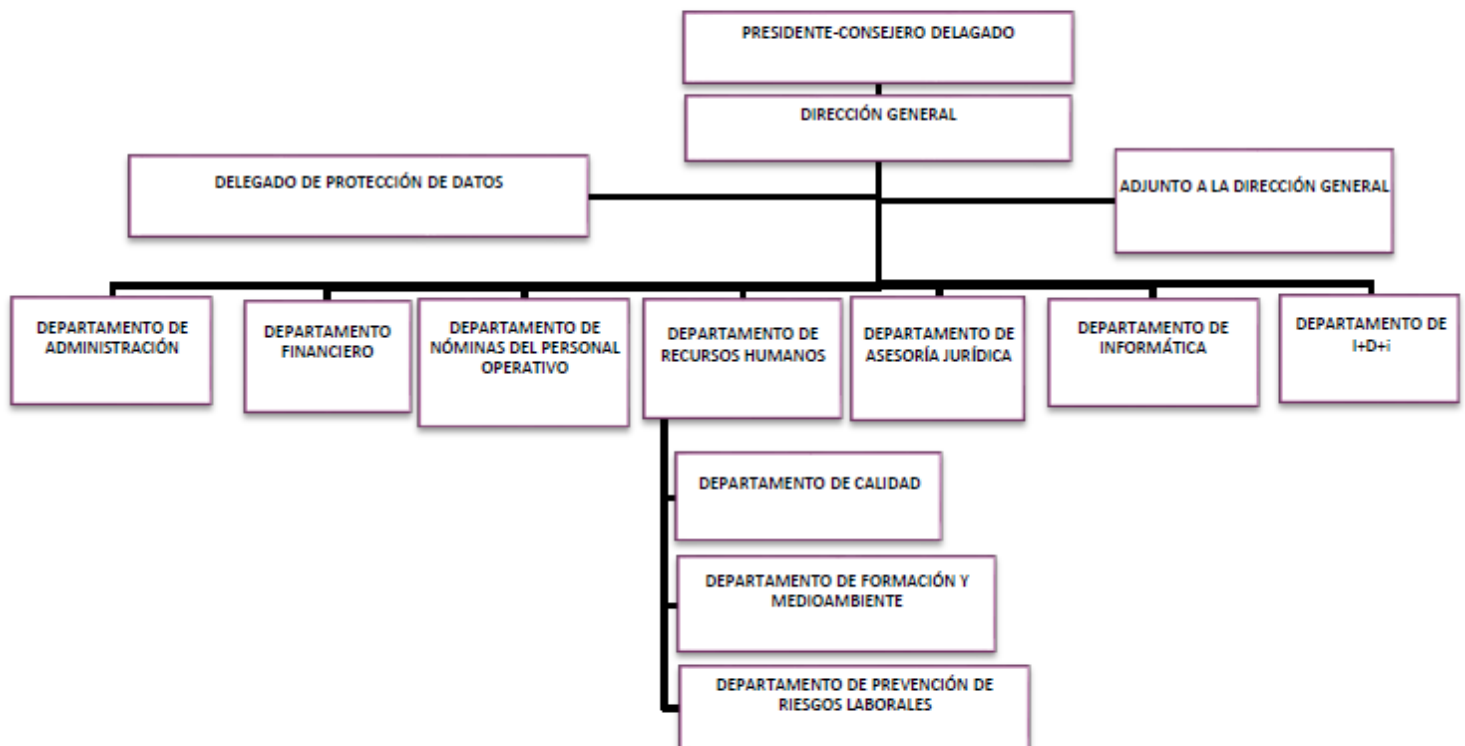 PRESIDENTE-CONSEJERO DELAGADO
DIRECCIÓN GENERAL
DELEGADO DE PROTECCIÓN DE DATOS
ADJUNTO A LA DIRECCIÓN GENERAL
DEPARTAMENTO DE
ADMINISTRACIÓN
DEPARTAMENTO
FINANCIERO
DEPARTAMENTO DE
NÓMINAS DEL PERSONAL
OPERATIVO
DEPARTAMENTO DE
RECURSOS HUMANOS
DEPARTAMENTO DE
ASESORÍA JURÍDICA
DEPARTAMENTO DE
INFORMÁTICA
DEPARTAMENTO DE
I+D+i
DEPARTAMENTO DE CALIDAD
DEPARTAMENTO DE FORMACIÓN Y
MEDIOAMBIENTE
DEPARTAMENTO DE PREVENCIÓN DE
RIESGOS LABORALES